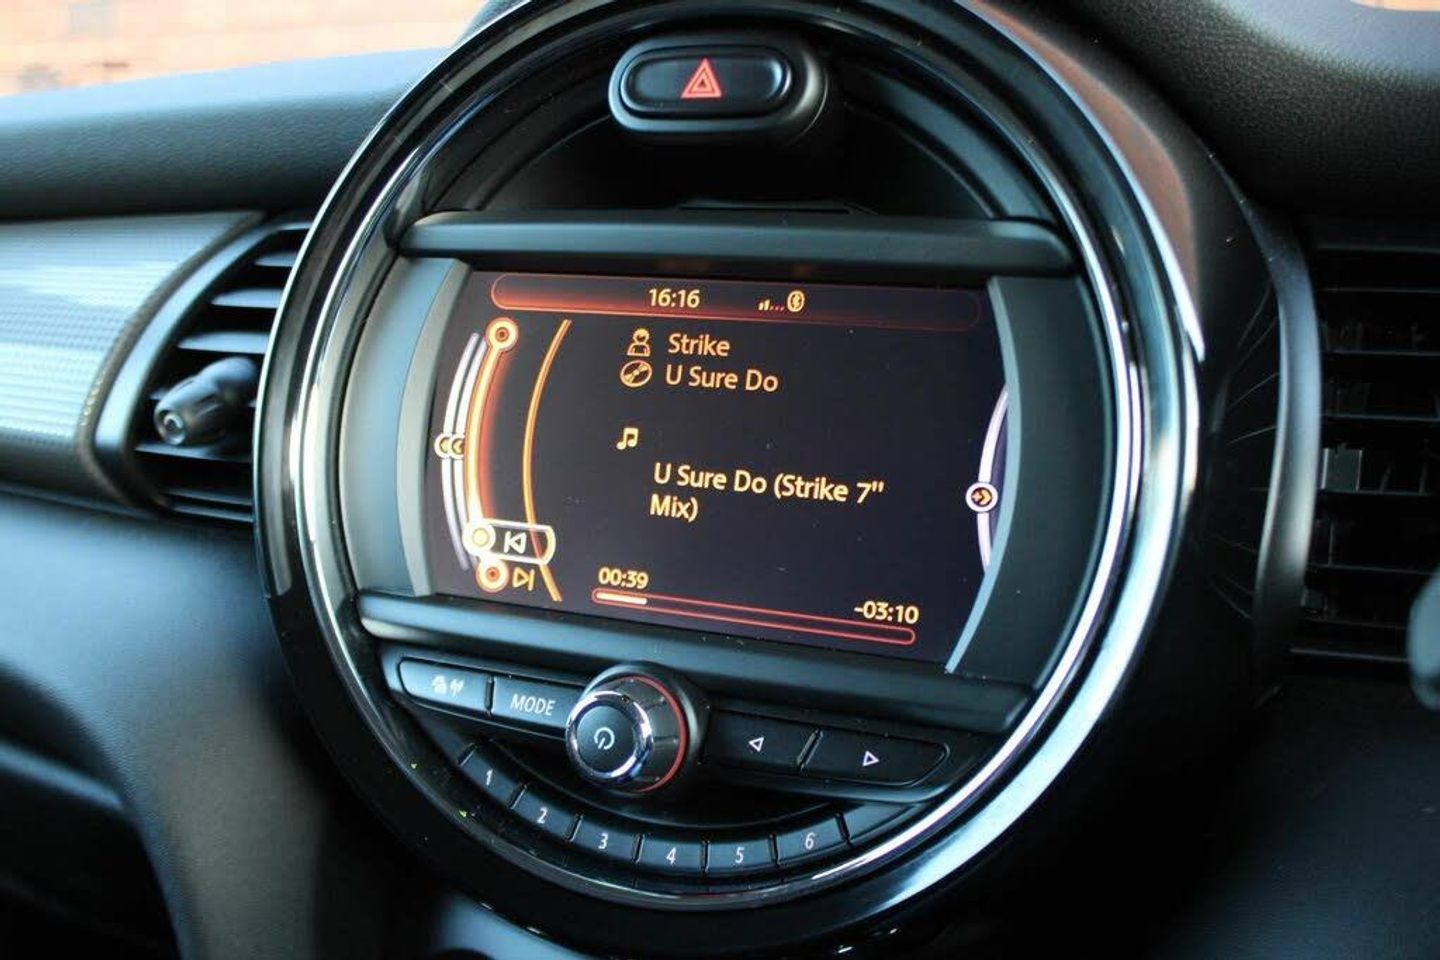 16:16
Strike
U Sure Do
U Sure Do (Strike 7"
Mix)
00:39
-03:10
MODE
1 2 3 4 5 6